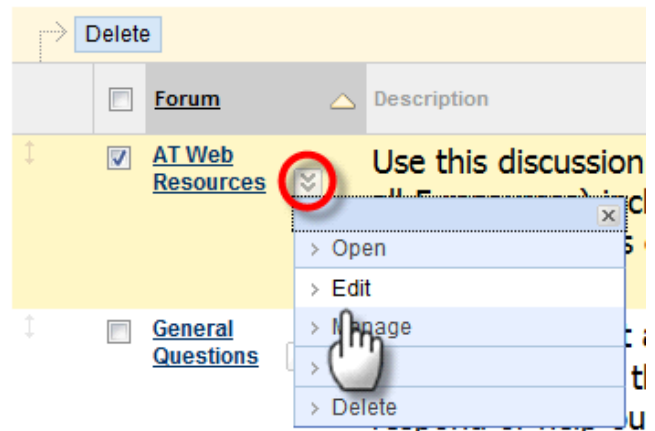 Delete
Forum
Description
AT Web
Resources
Use this discussion
Open
Edit
Manage
General
Questions
Delete